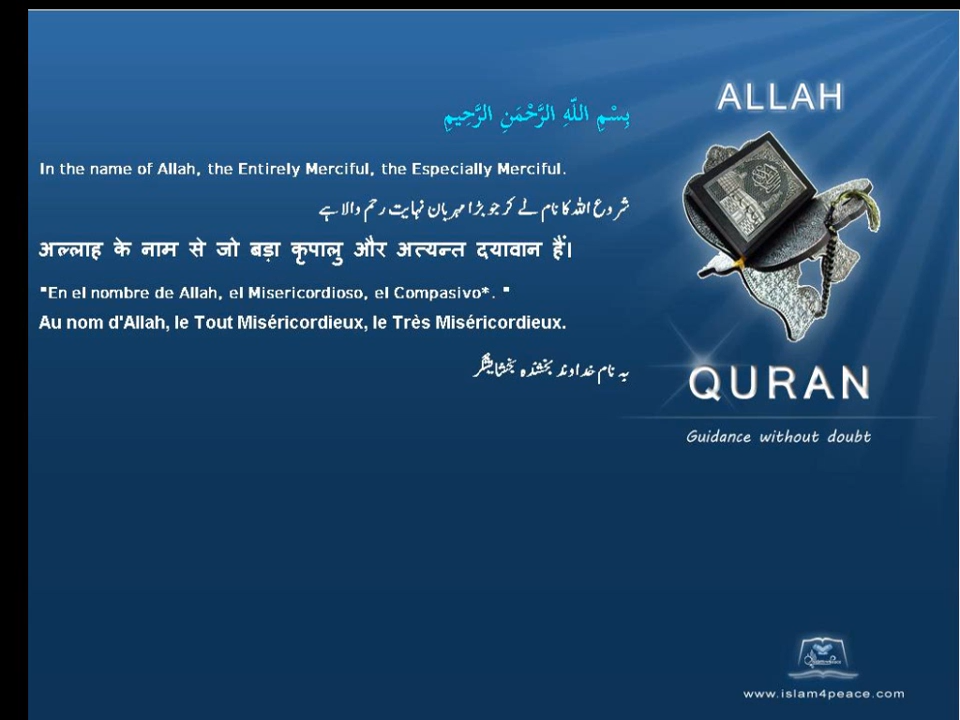 بِسْمِ اللّهِ الرَّحْمَنِ الرَّحِيمِ
In the name of Allah, the Entirely Merciful, the Especially Merciful.
شروع الله کا نام لے کر جو بڑا مہربان نہایت رحم والا ہے
अल्लाह के नाम से जो बड़ा कृपालु और अत्यन्त दयावान हैं।
"En el nombre de Allah, el Misericordioso, el Compasivo*. "
Au nom d'Allah, le Tout Miséricordieux, le Très Miséricordieux.
به نام خداوند بخشنده بخشایشگر
ALLAH
QURAN
Guidance without doubt
www.islam4peace.com